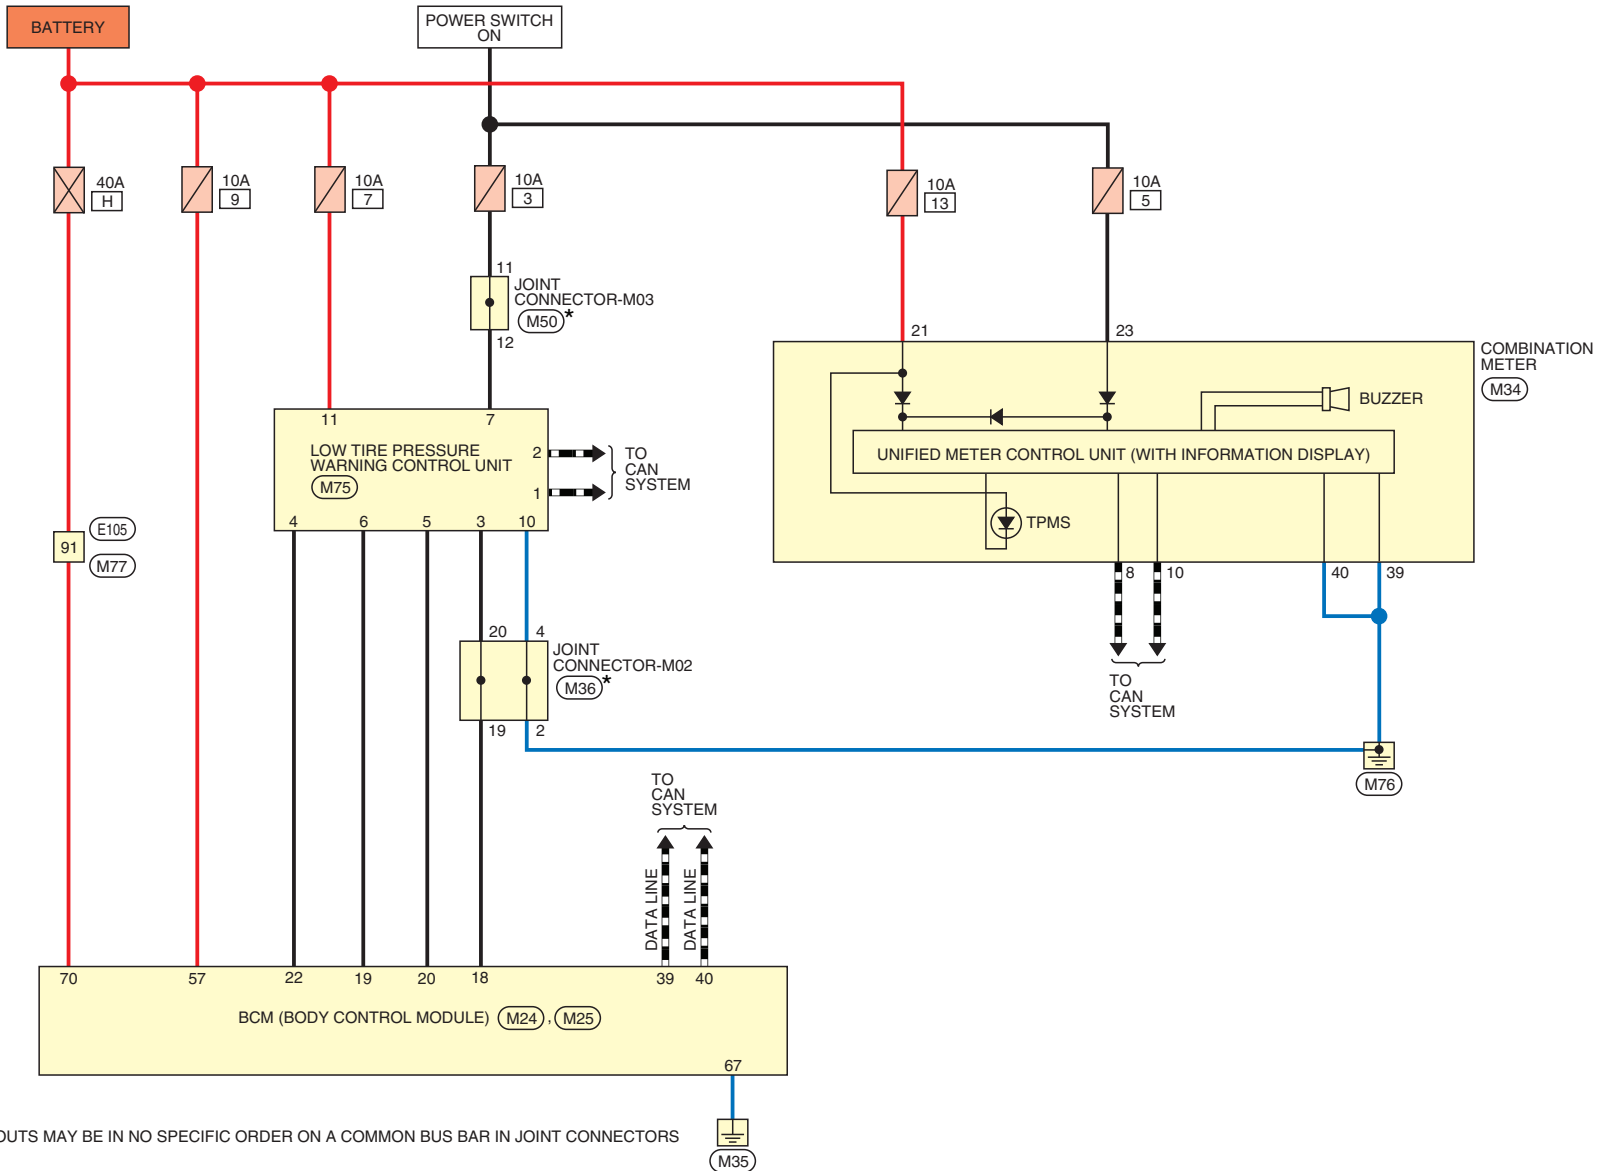 BATTERY
POWER SWITCH
ON
40A
H
10A
9
10A
7
10A
3
10A
13
10A
5
11
JOINT
CONNECTOR-M03
M50 *
12
21
23
COMBINATION
METER
M34
BUZZER
UNIFIED METER CONTROL UNIT (WITH INFORMATION DISPLAY)
TPMS
8
10
40
39
TO
CAN
SYSTEM
11
7
LOW TIRE PRESSURE
WARNING CONTROL UNIT
M75
2
1
TO
CAN
SYSTEM
4
6
5
3
10
E105
91
M77
20
4
JOINT
CONNECTOR-M02
M36 *
19
2
M76
TO
CAN
SYSTEM
DATA LINE
DATA LINE
70
57
22
19
20
18
39
40
BCM (BODY CONTROL MODULE) M24 , M25
67
OUTS MAY BE IN NO SPECIFIC ORDER ON A COMMON BUS BAR IN JOINT CONNECTORS
M35